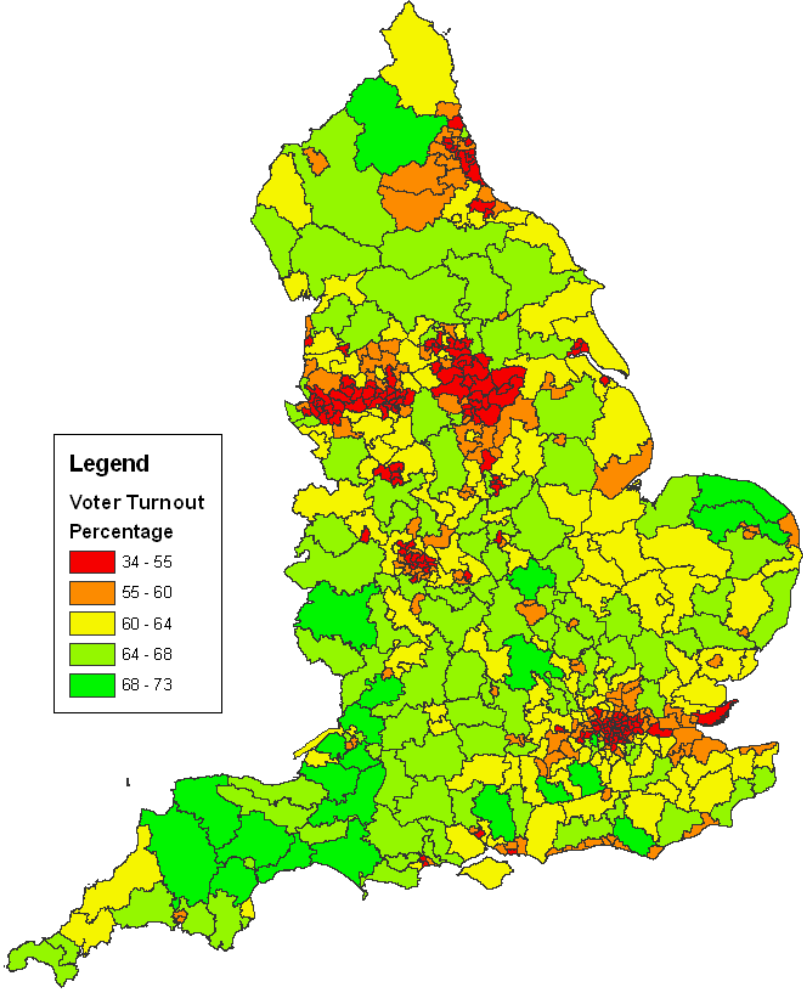 Legend
Voter Turnout
Percentage
34 - 55
55 - 60
60 - 64
64 - 68
68 - 73